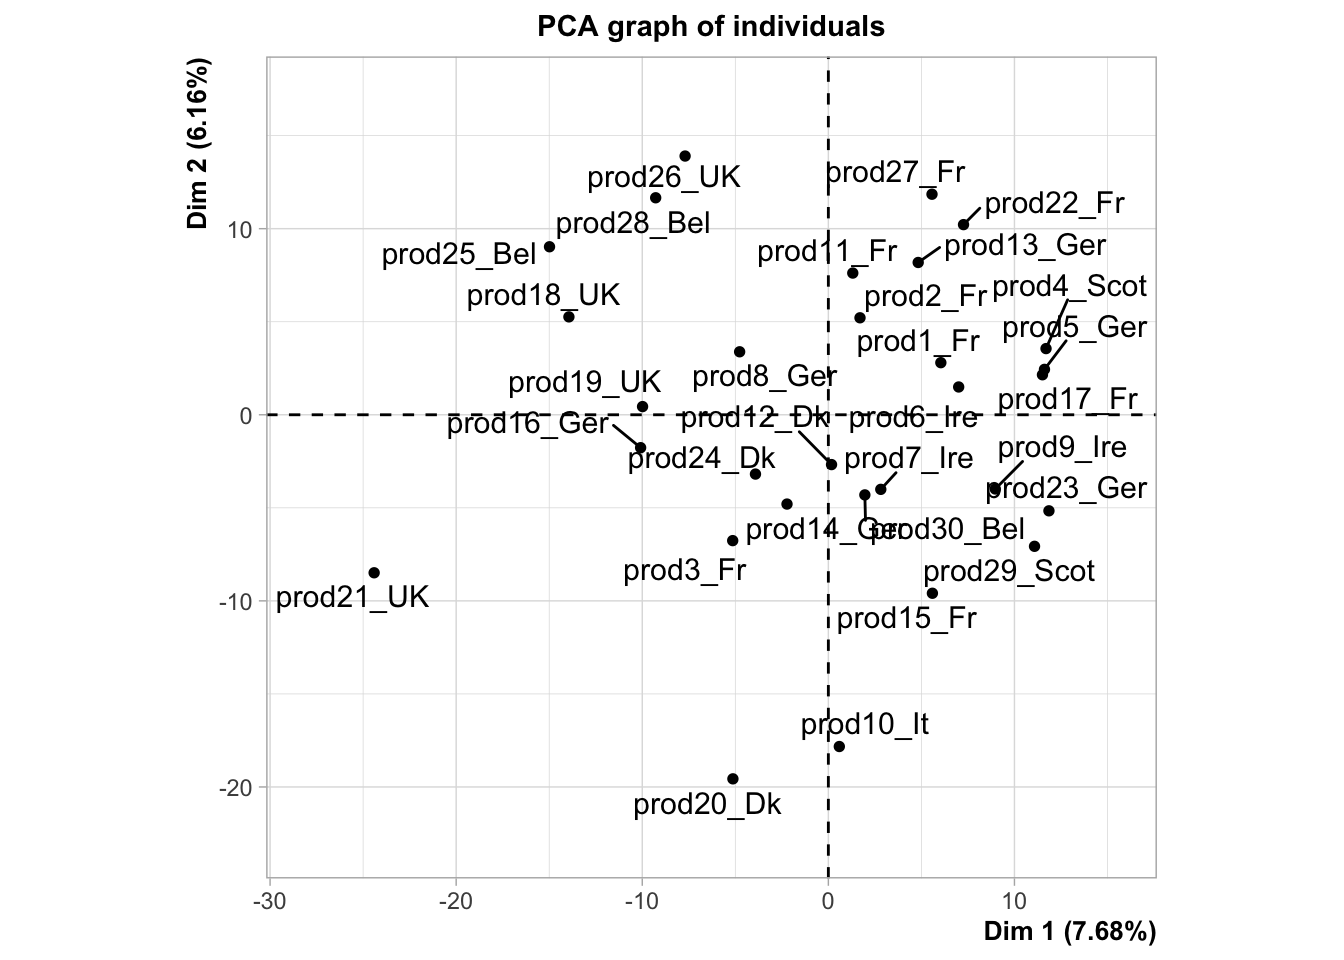 PCA graph of individuals
Dim 2 (6.16%)
prod27_Fr
prod26_UK
prod22_Fr
prod28_Bel
10
prod13_Ger
prod11_Fr
prod25_Bel
prod4_Scot
prod18_UK
prod2_Fr
prod5_Ger
prod1_Fr
prod8_Ger
prod19_UK
prod17_Fr
0
prod12_Dk
prod6_Ire
prod16_Ger
prod9_Ire
prod24_Dk
prod7_Ire
prod23_Ger
prod14_Ger
prod30_Bel
prod3_Fr
prod29_Scot
prod21_UK
-10
prod15_Fr
prod10_It
-20
prod20_Dk
-30
-20
-10
0
10
Dim 1 (7.68%)